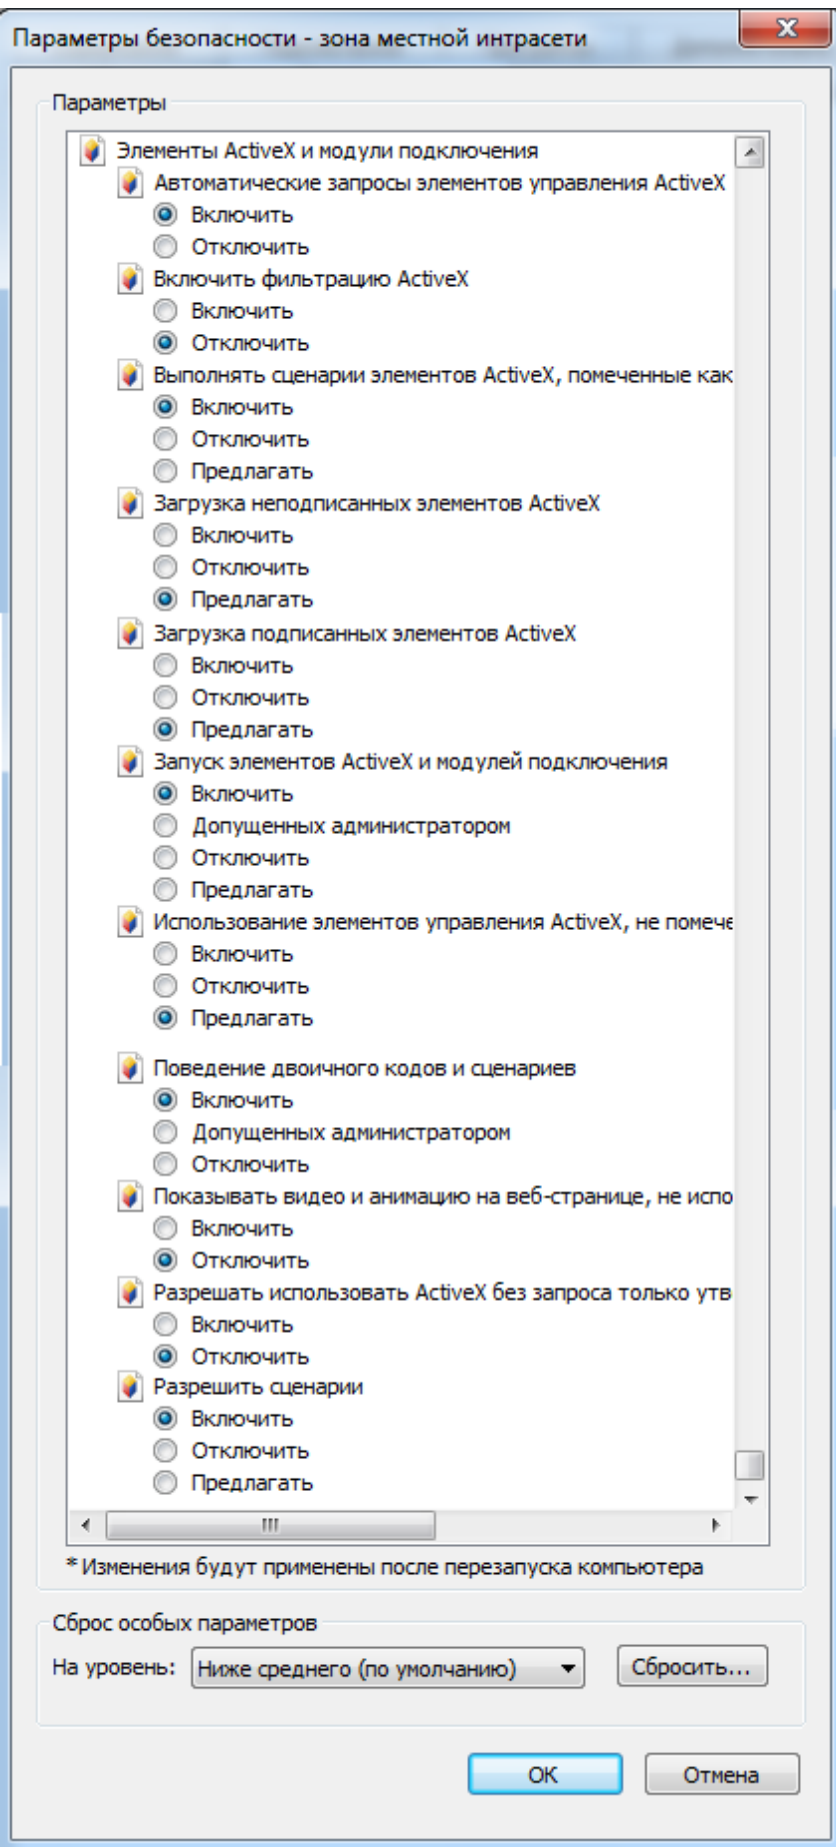 Параметры безопасности - зона местной интрасети
Параметры
Элементы ActiveX и модули подключения
Автоматические запросы элементов управления ActiveX
Включить
Отключить
Включить фильтрацию ActiveX
Включить
Отключить
Выполнять сценарии элементов ActiveX, помеченные как
Включить
Отключить
Предлагать
Загрузка неподписанных элементов ActiveX
Включить
Отключить
Предлагать
Загрузка подписанных элементов ActiveX
Включить
Отключить
Предлагать
Запуск элементов ActiveX и модулей подключения
Включить
Допущенных администратором
Отключить
Предлагать
Использование элементов управления ActiveX, не помече
Включить
Отключить
Предлагать
Поведение двоичного кодов и сценариев
Включить
Допущенных администратором
Отключить
Показывать видео и анимацию на веб-странице, не испо
Включить
Отключить
Разрешать использовать ActiveX без запроса только утв
Включить
Отключить
Разрешить сценарии
Включить
Отключить
Предлагать
* Изменения будут применены после перезапуска компьютера
Сброс особых параметров
На уровень: Ниже среднего (по умолчанию) Сбросить...
ОК Отмена